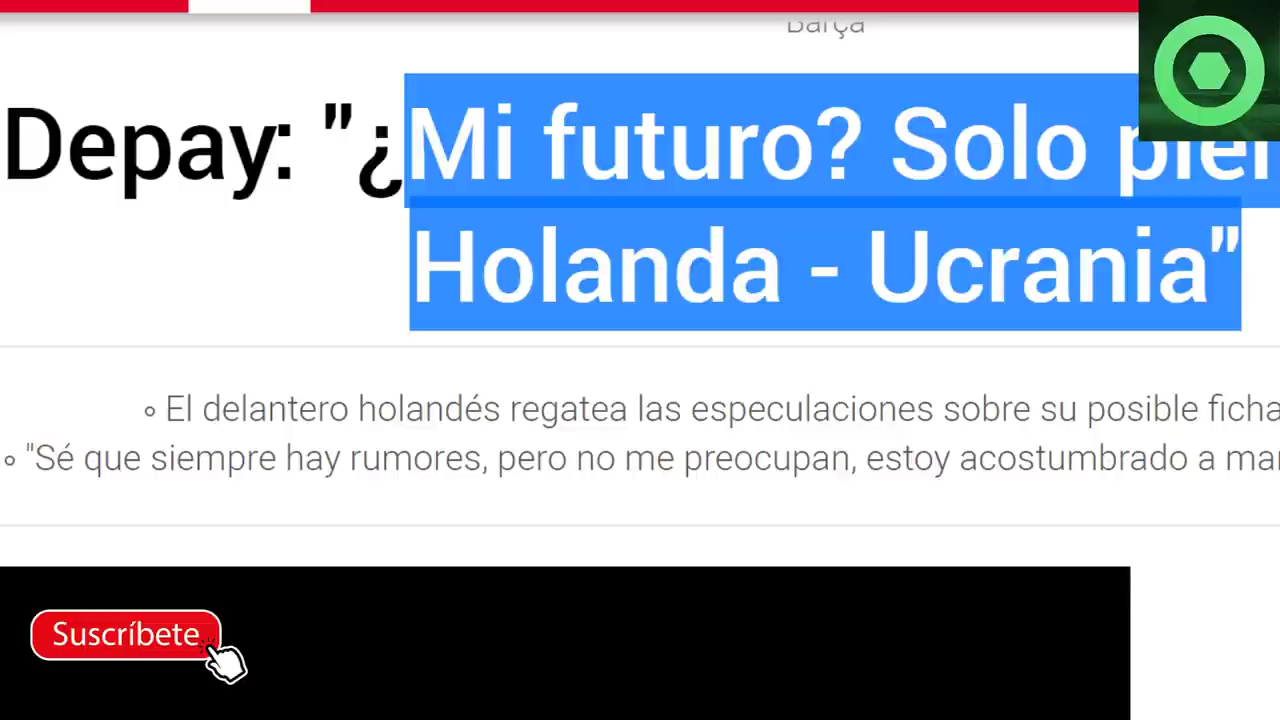 Barça
Depay: "¿Mi futuro? Solo
Holanda - Ucrania"
◦ El delantero holandés regatea las especulaciones sobre su posible
◦ "Sé que siempre hay rumores, pero no me preocupan, estoy acostumbrado a
Suscríbete